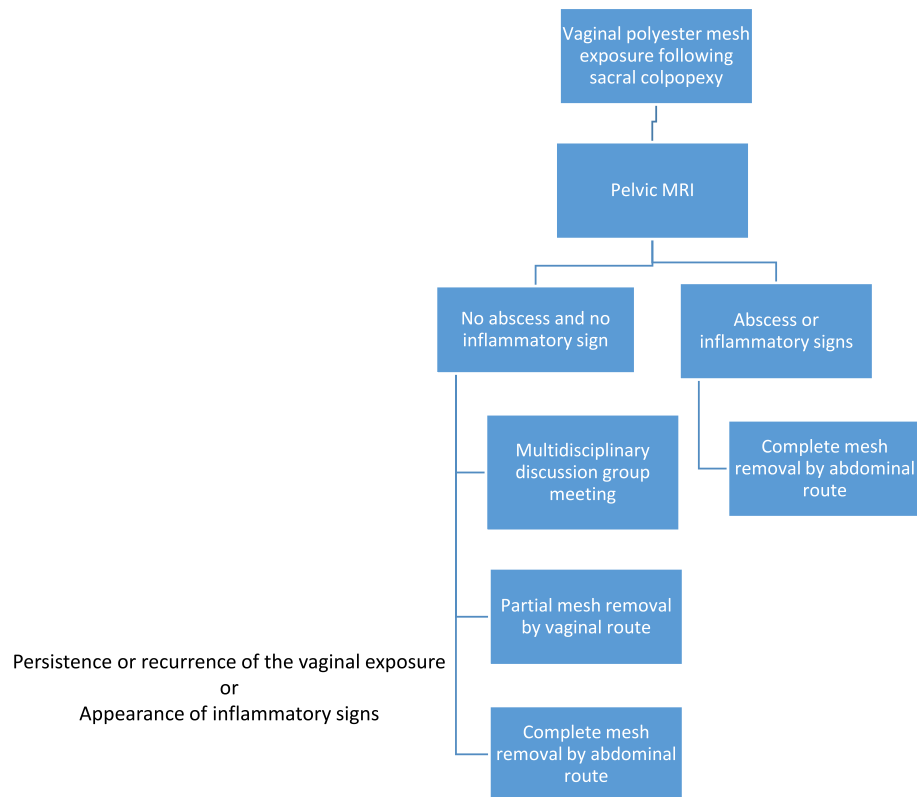 Vaginal polyester mesh
exposure following
sacral colpopexy
Pelvic MRI
No abscess and no
inflammatory sign
Abscess or
inflammatory signs
Multidisciplinary
discussion group
meeting
Complete mesh
removal by abdominal
route
Partial mesh removal
by vaginal route
Persistence or recurrence of the vaginal exposure
or
Appearance of inflammatory signs
Complete mesh
removal by abdominal
route